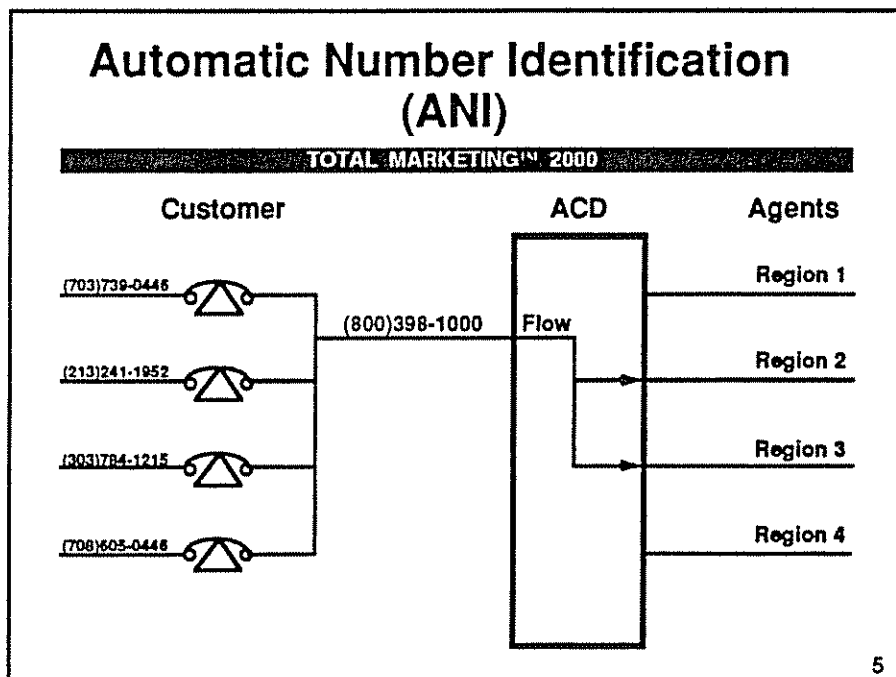 Automatic Number Identification
(ANI)
TOTAL MARKETING™ 2000
Customer
ACD
Agents
(703)739-0446
(213)241-1952
(303)784-1215
(708)605-0446
(800)398-1000
Flow
Region 1
Region 2
Region 3
Region 4
5